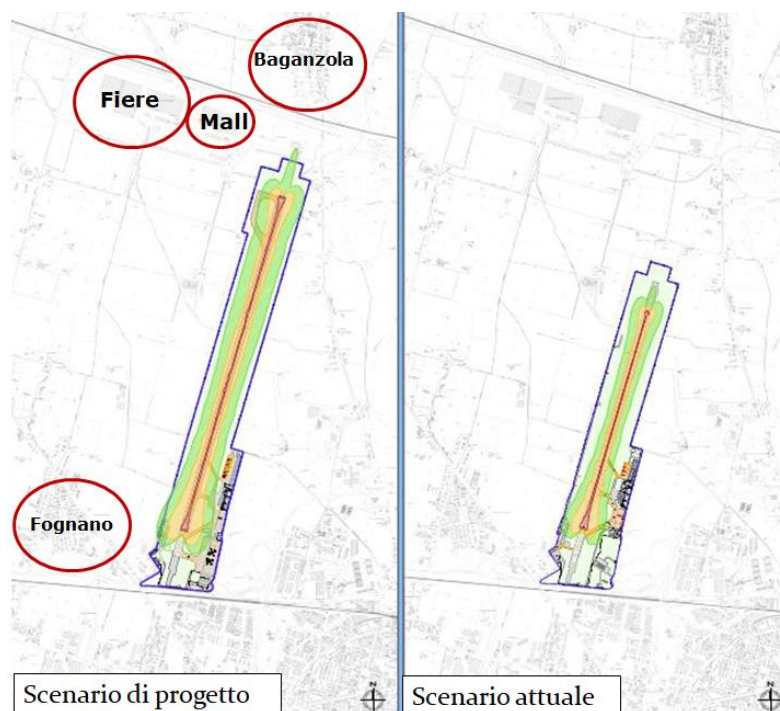 Baganzola
Fiere
Mall
Fognano
Scenario di progetto
Scenario attuale
N
N